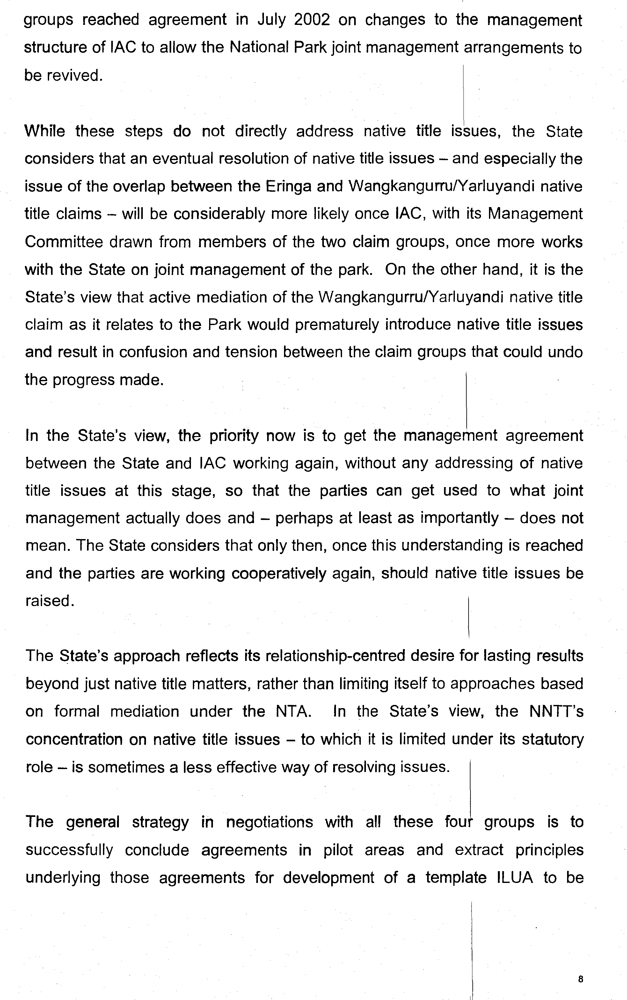 groups reached agreement in July 2002 on changes to the management
structure of IAC to allow the National Park joint management arrangements to
be revived.
While these steps do not directly address native title issues, the State
considers that an eventual resolution of native title issues – and especially the
issue of the overlap between the Eringa and Wangkangurru/Yarluyandi native
title claims – will be considerably more likely once IAC, with its Management
Committee drawn from members of the two claim groups, once more works
with the State on joint management of the park. On the other hand, it is the
State's view that active mediation of the Wangkangurru/Yarluyandi native title
claim as it relates to the Park would prematurely introduce native title issues
and result in confusion and tension between the claim groups that could undo
the progress made.
In the State's view, the priority now is to get the management agreement
between the State and IAC working again, without any addressing of native
title issues at this stage, so that the parties can get used to what joint
management actually does and – perhaps at least as importantly – does not
mean. The State considers that only then, once this understanding is reached
and the parties are working cooperatively again, should native title issues be
raised.
The State's approach reflects its relationship-centred desire for lasting results
beyond just native title matters, rather than limiting itself to approaches based
on formal mediation under the NTA. In the State's view, the NNTT's
concentration on native title issues – to which it is limited under its statutory
role – is sometimes a less effective way of resolving issues.
The general strategy in negotiations with all these four groups is to
successfully conclude agreements in pilot areas and extract principles
underlying those agreements for development of a template ILUA to be
8